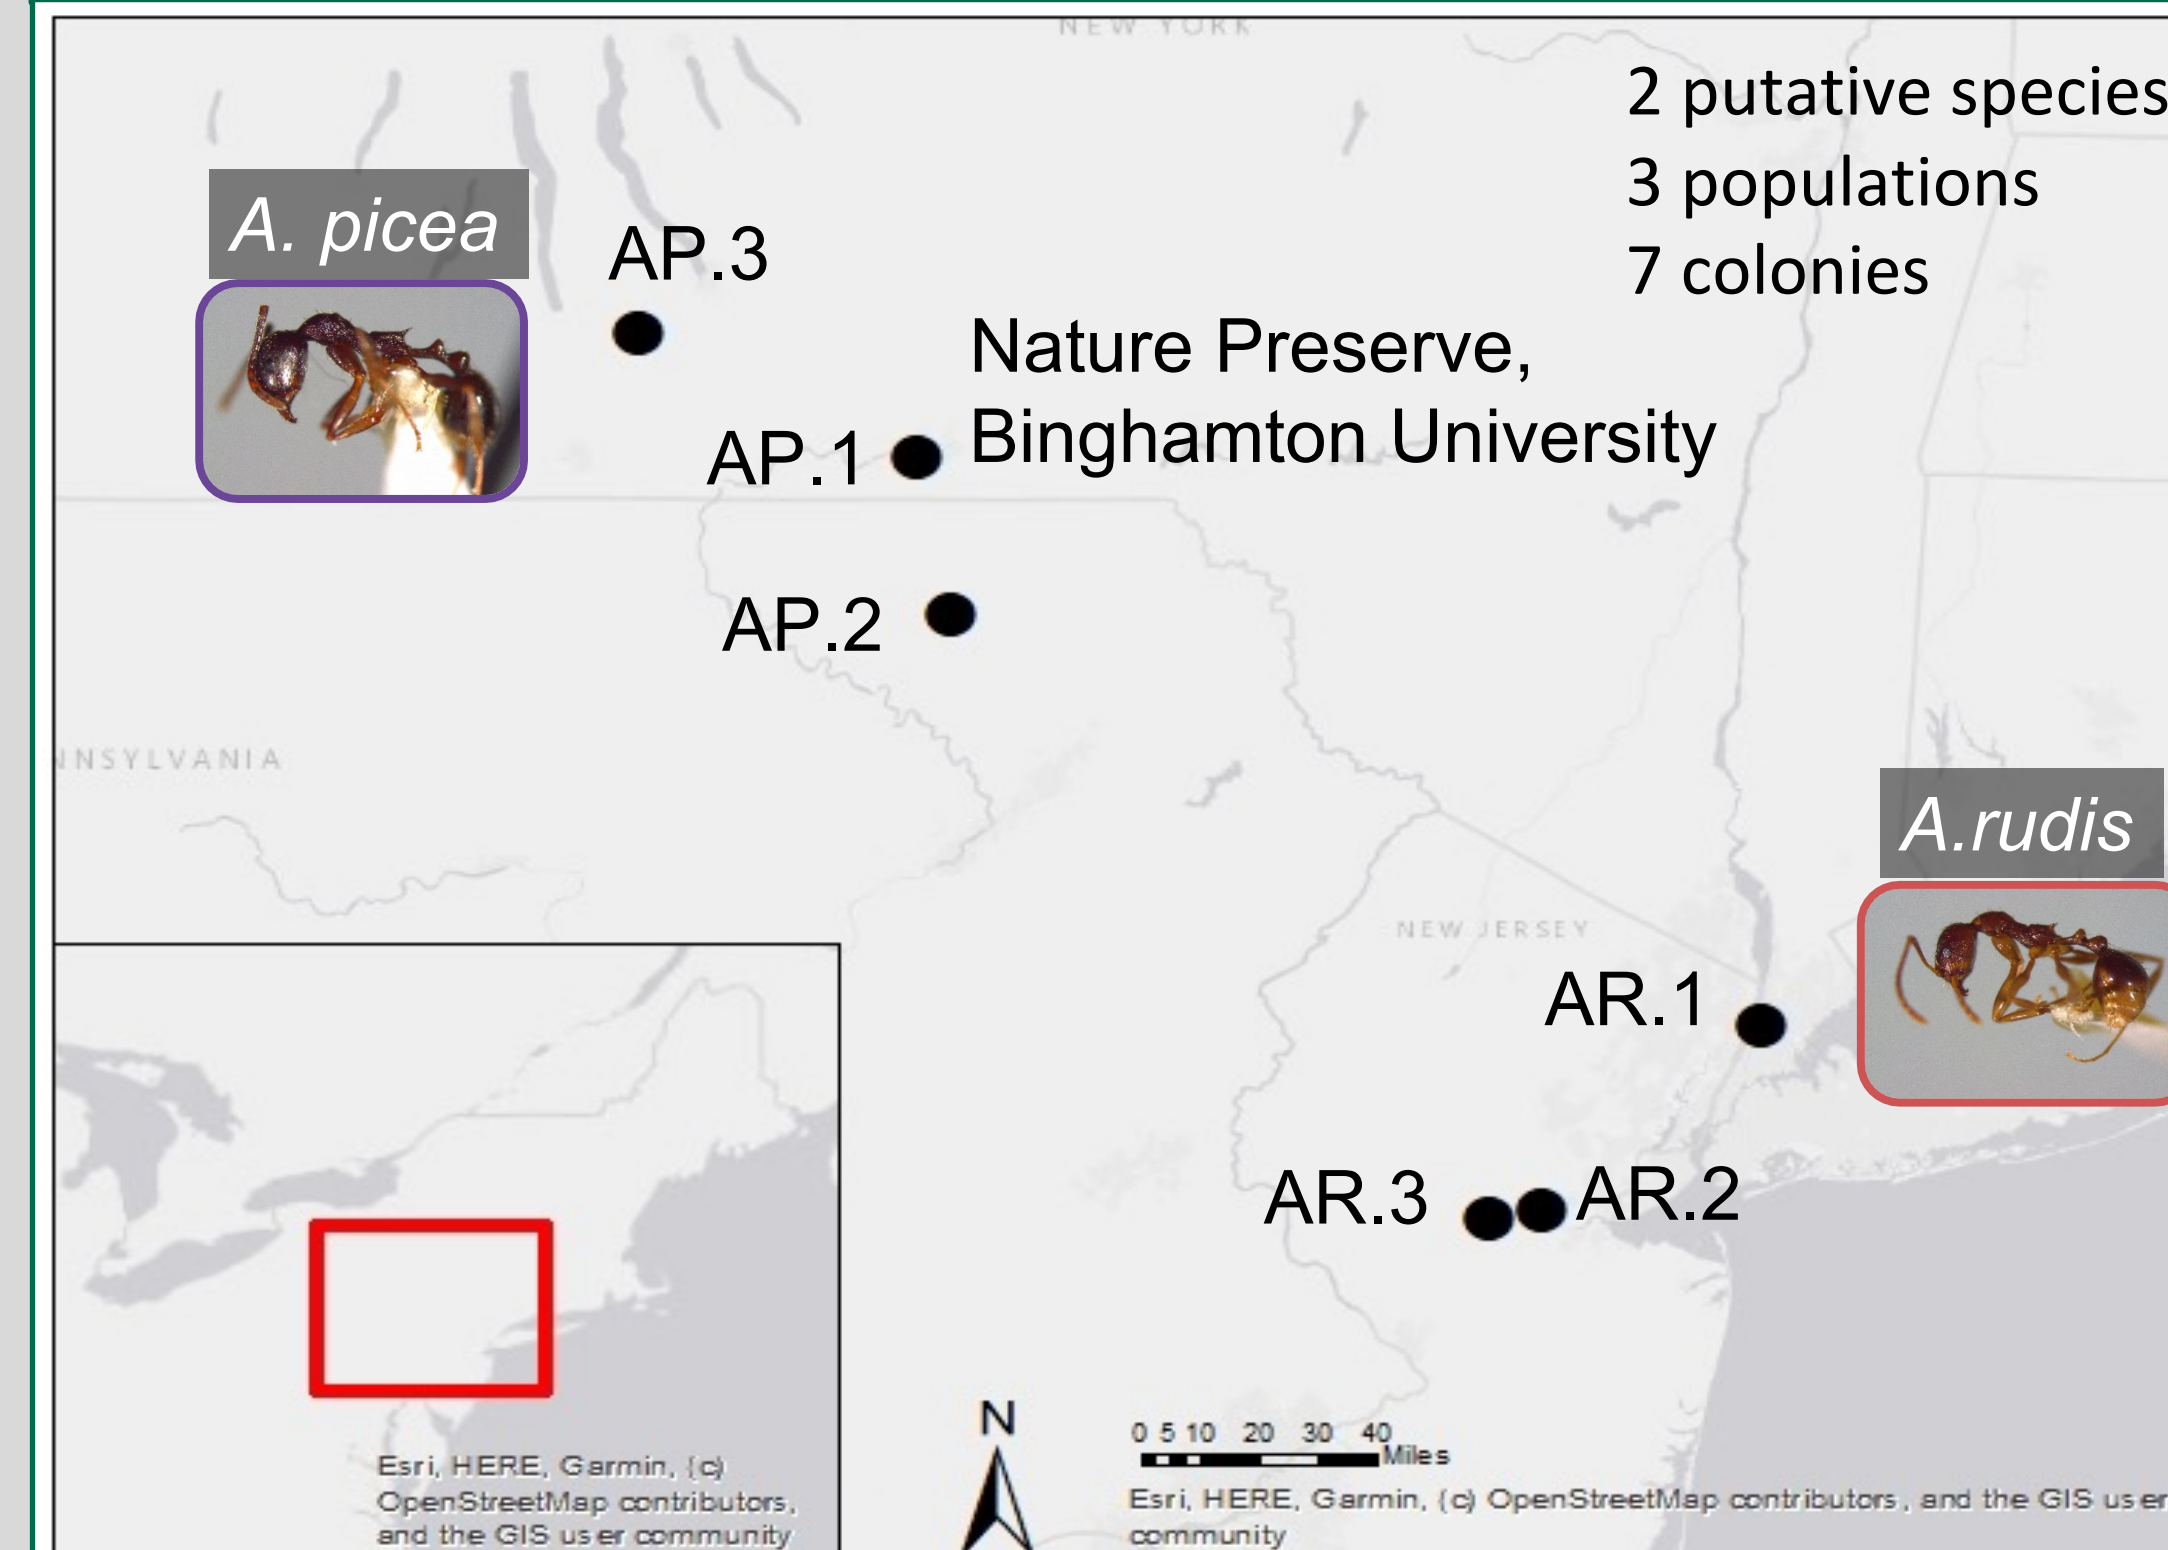 NEW YORK
2 putative species
3 populations
7 colonies
A. picea
AP.3
Nature Preserve,
Binghamton University
AP.1
AP.2
NNSYLVANIA
A.rudis
NEW JERSEY
AR.1
AR.3
AR.2
N
0 5 10 20 30 40
Miles
Esri, HERE, Garmin, (c)
OpenStreetMap contributors,
and the GIS user community
Esri, HERE, Garmin, (c) OpenStreetMap contributors, and the GIS user
community